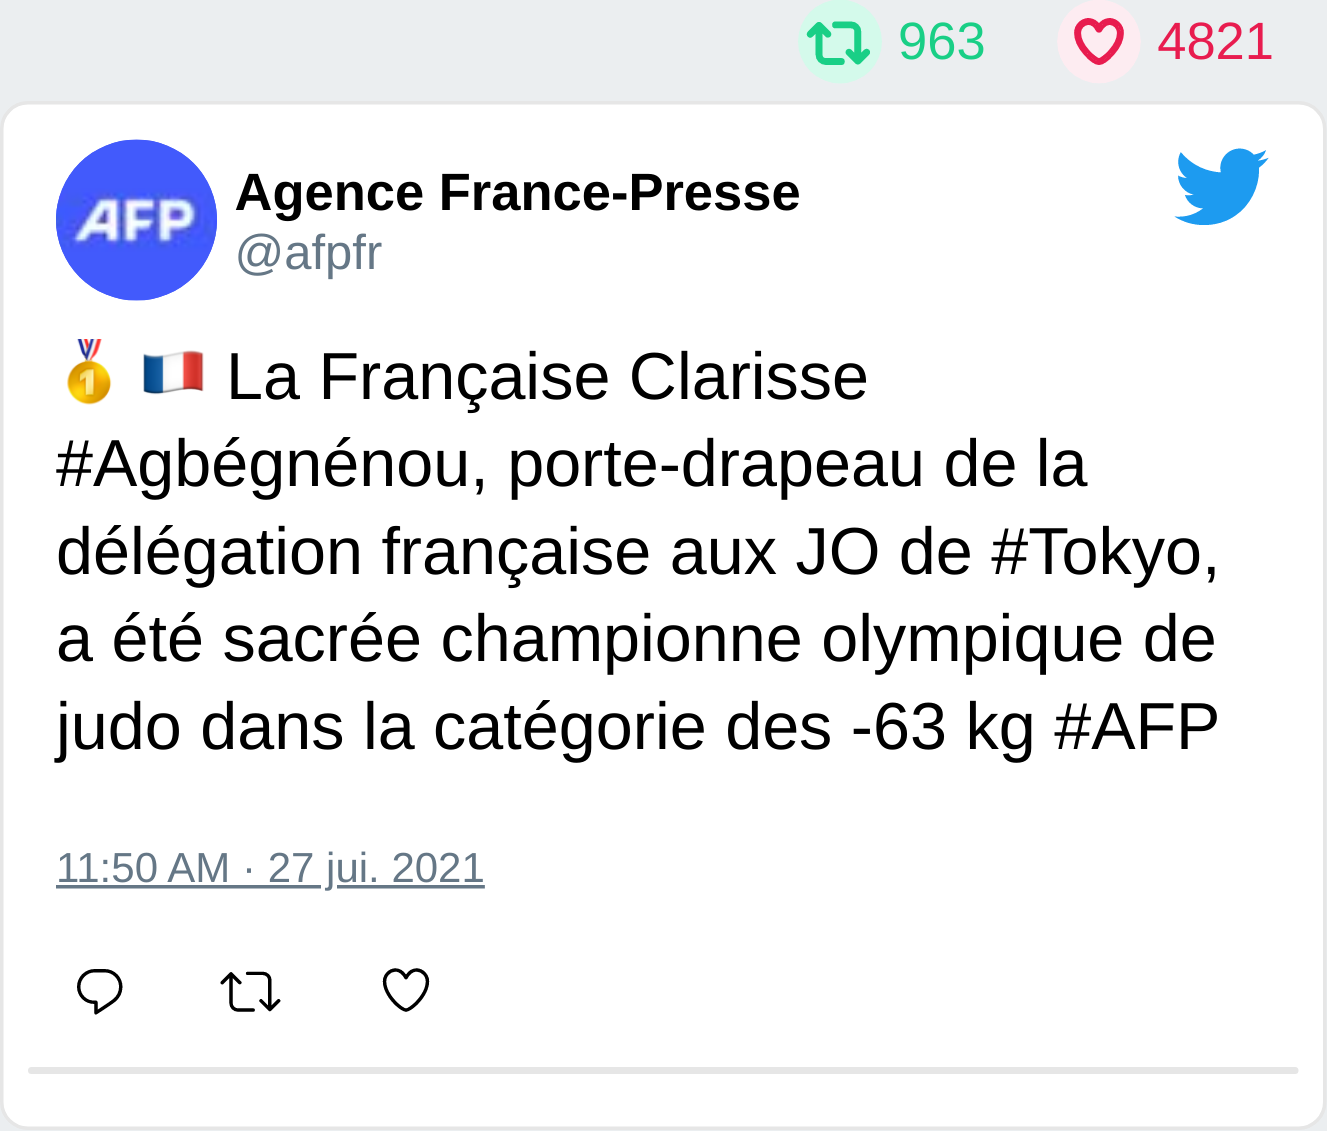 963 4821
AFP
Agence France-Presse
@afpfr
🥇 🇫🇷 La Française Clarisse
#Agbégnénou, porte-drapeau de la
délégation française aux JO de #Tokyo,
a été sacrée championne olympique de
judo dans la catégorie des -63 kg #AFP
11:50 AM · 27 jui. 2021